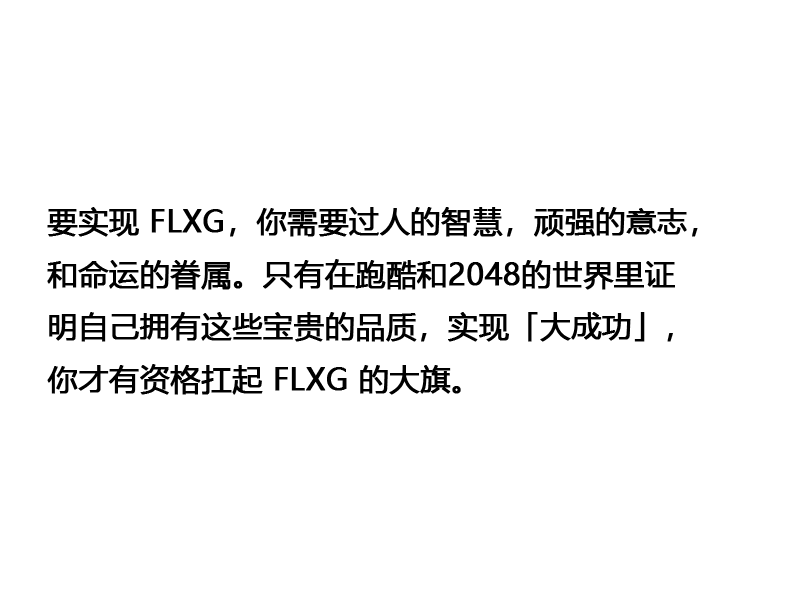 要实现 FLXG，你需要过人的智慧，顽强的意志，
和命运的眷属。只有在跑酷和2048的世界里证
明自己拥有这些宝贵的品质，实现「大成功」，
你才有资格扛起 FLXG 的大旗。